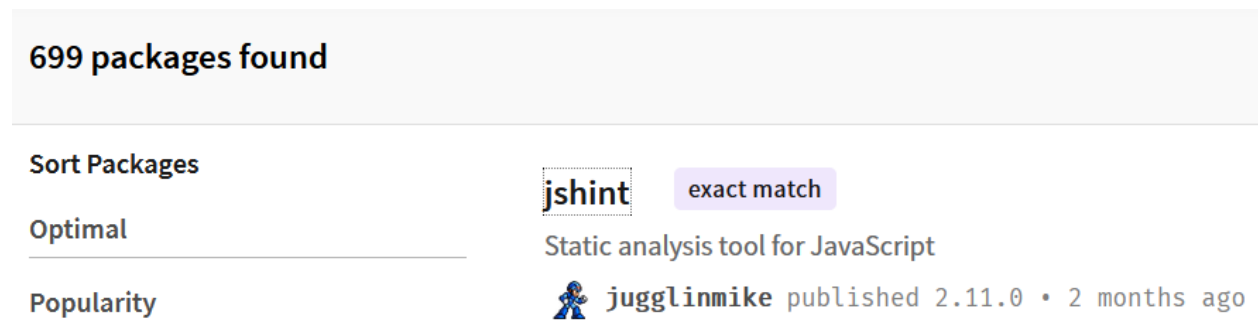 699 packages found
Sort Packages
Optimal
Popularity
jshint exact match
Static analysis tool for JavaScript
jugglinmike published 2.11.0 • 2 months ago